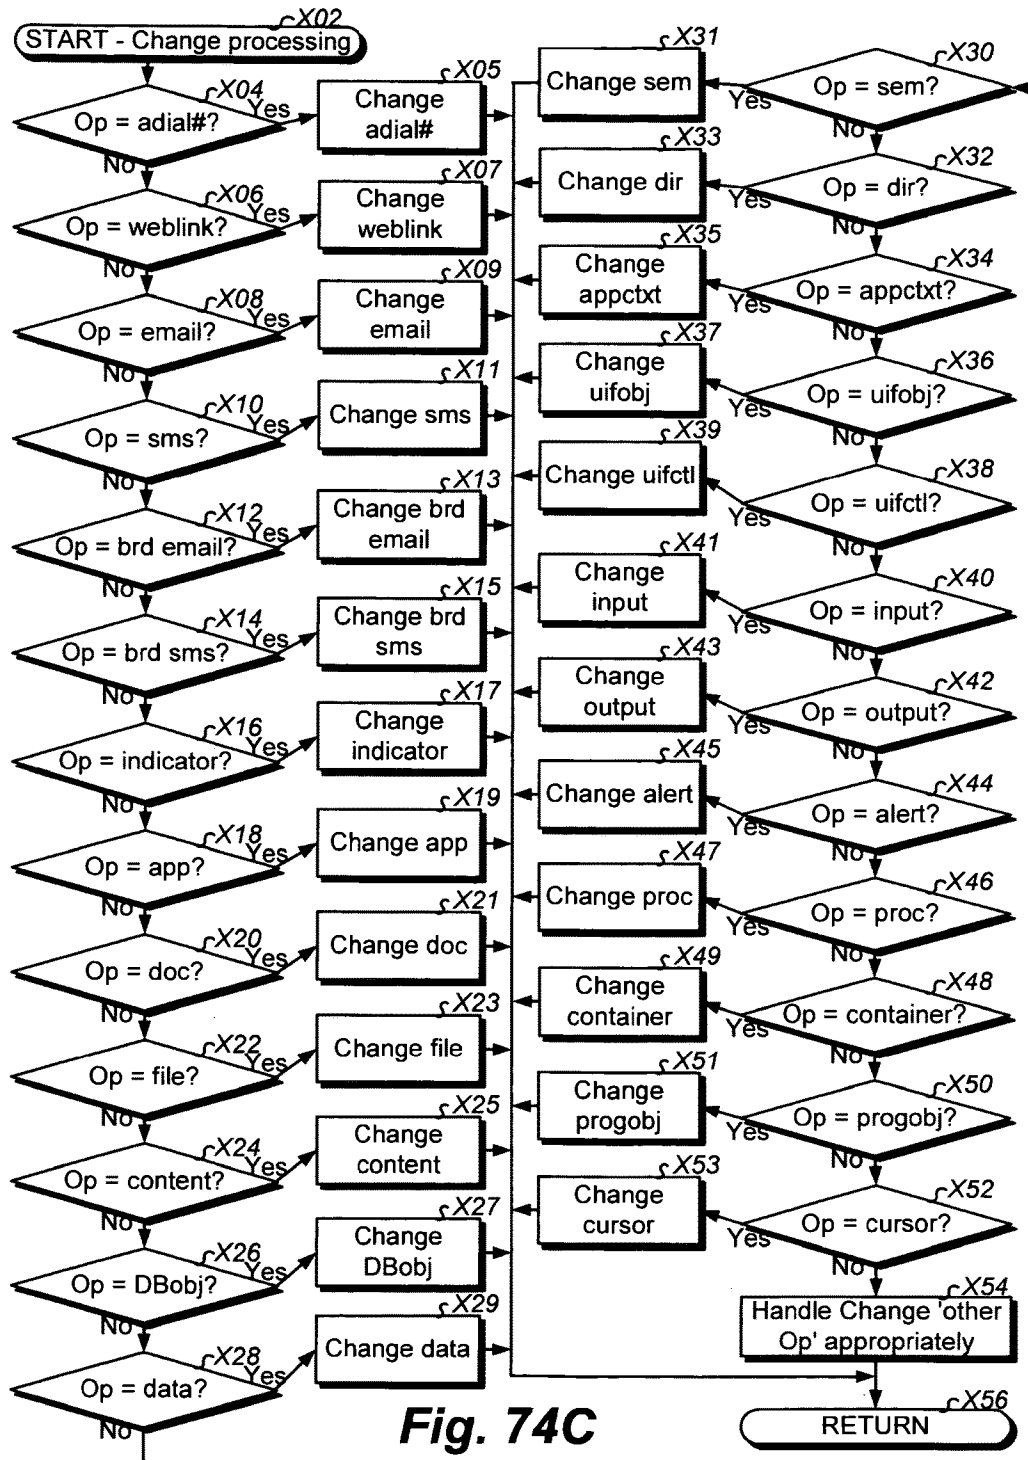 X02
START - Change processing
X04
Op = adial#?
Yes
No
X05
Change
adial#
X06
Op = weblink?
Yes
No
X07
Change
weblink
X08
Op = email?
Yes
No
X09
Change
email
X10
Op = sms?
Yes
No
X11
Change sms
X12
Op = brd email?
Yes
No
X13
Change brd
email
X14
Op = brd sms?
Yes
No
X15
Change brd
sms
X16
Op = indicator?
Yes
No
X17
Change
indicator
X18
Op = app?
Yes
No
X19
Change app
X20
Op = doc?
Yes
No
X21
Change doc
X22
Op = file?
Yes
No
X23
Change file
X24
Op = content?
Yes
No
X25
Change
content
X26
Op = DBobj?
Yes
No
X27
Change
DBobj
X28
Op = data?
Yes
No
X29
Change data
X30
Op = sem?
Yes
No
X31
Change sem
X32
Op = dir?
Yes
No
X33
Change dir
X34
Op = appctxt?
Yes
No
X35
Change
appctxt
X36
Op = uifobj?
Yes
No
X37
Change
uifobj
X38
Op = uifctl?
Yes
No
X39
Change uifctl
X40
Op = input?
Yes
No
X41
Change
input
X42
Op = output?
Yes
No
X43
Change
output
X44
Op = alert?
Yes
No
X45
Change alert
X46
Op = proc?
Yes
No
X47
Change proc
X48
Op = container?
Yes
No
X49
Change
container
X50
Op = progobj?
Yes
No
X51
Change
progobj
X52
Op = cursor?
Yes
No
X53
Change
cursor
X54
Handle Change 'other
Op' appropriately
X56
RETURN
Fig. 74C